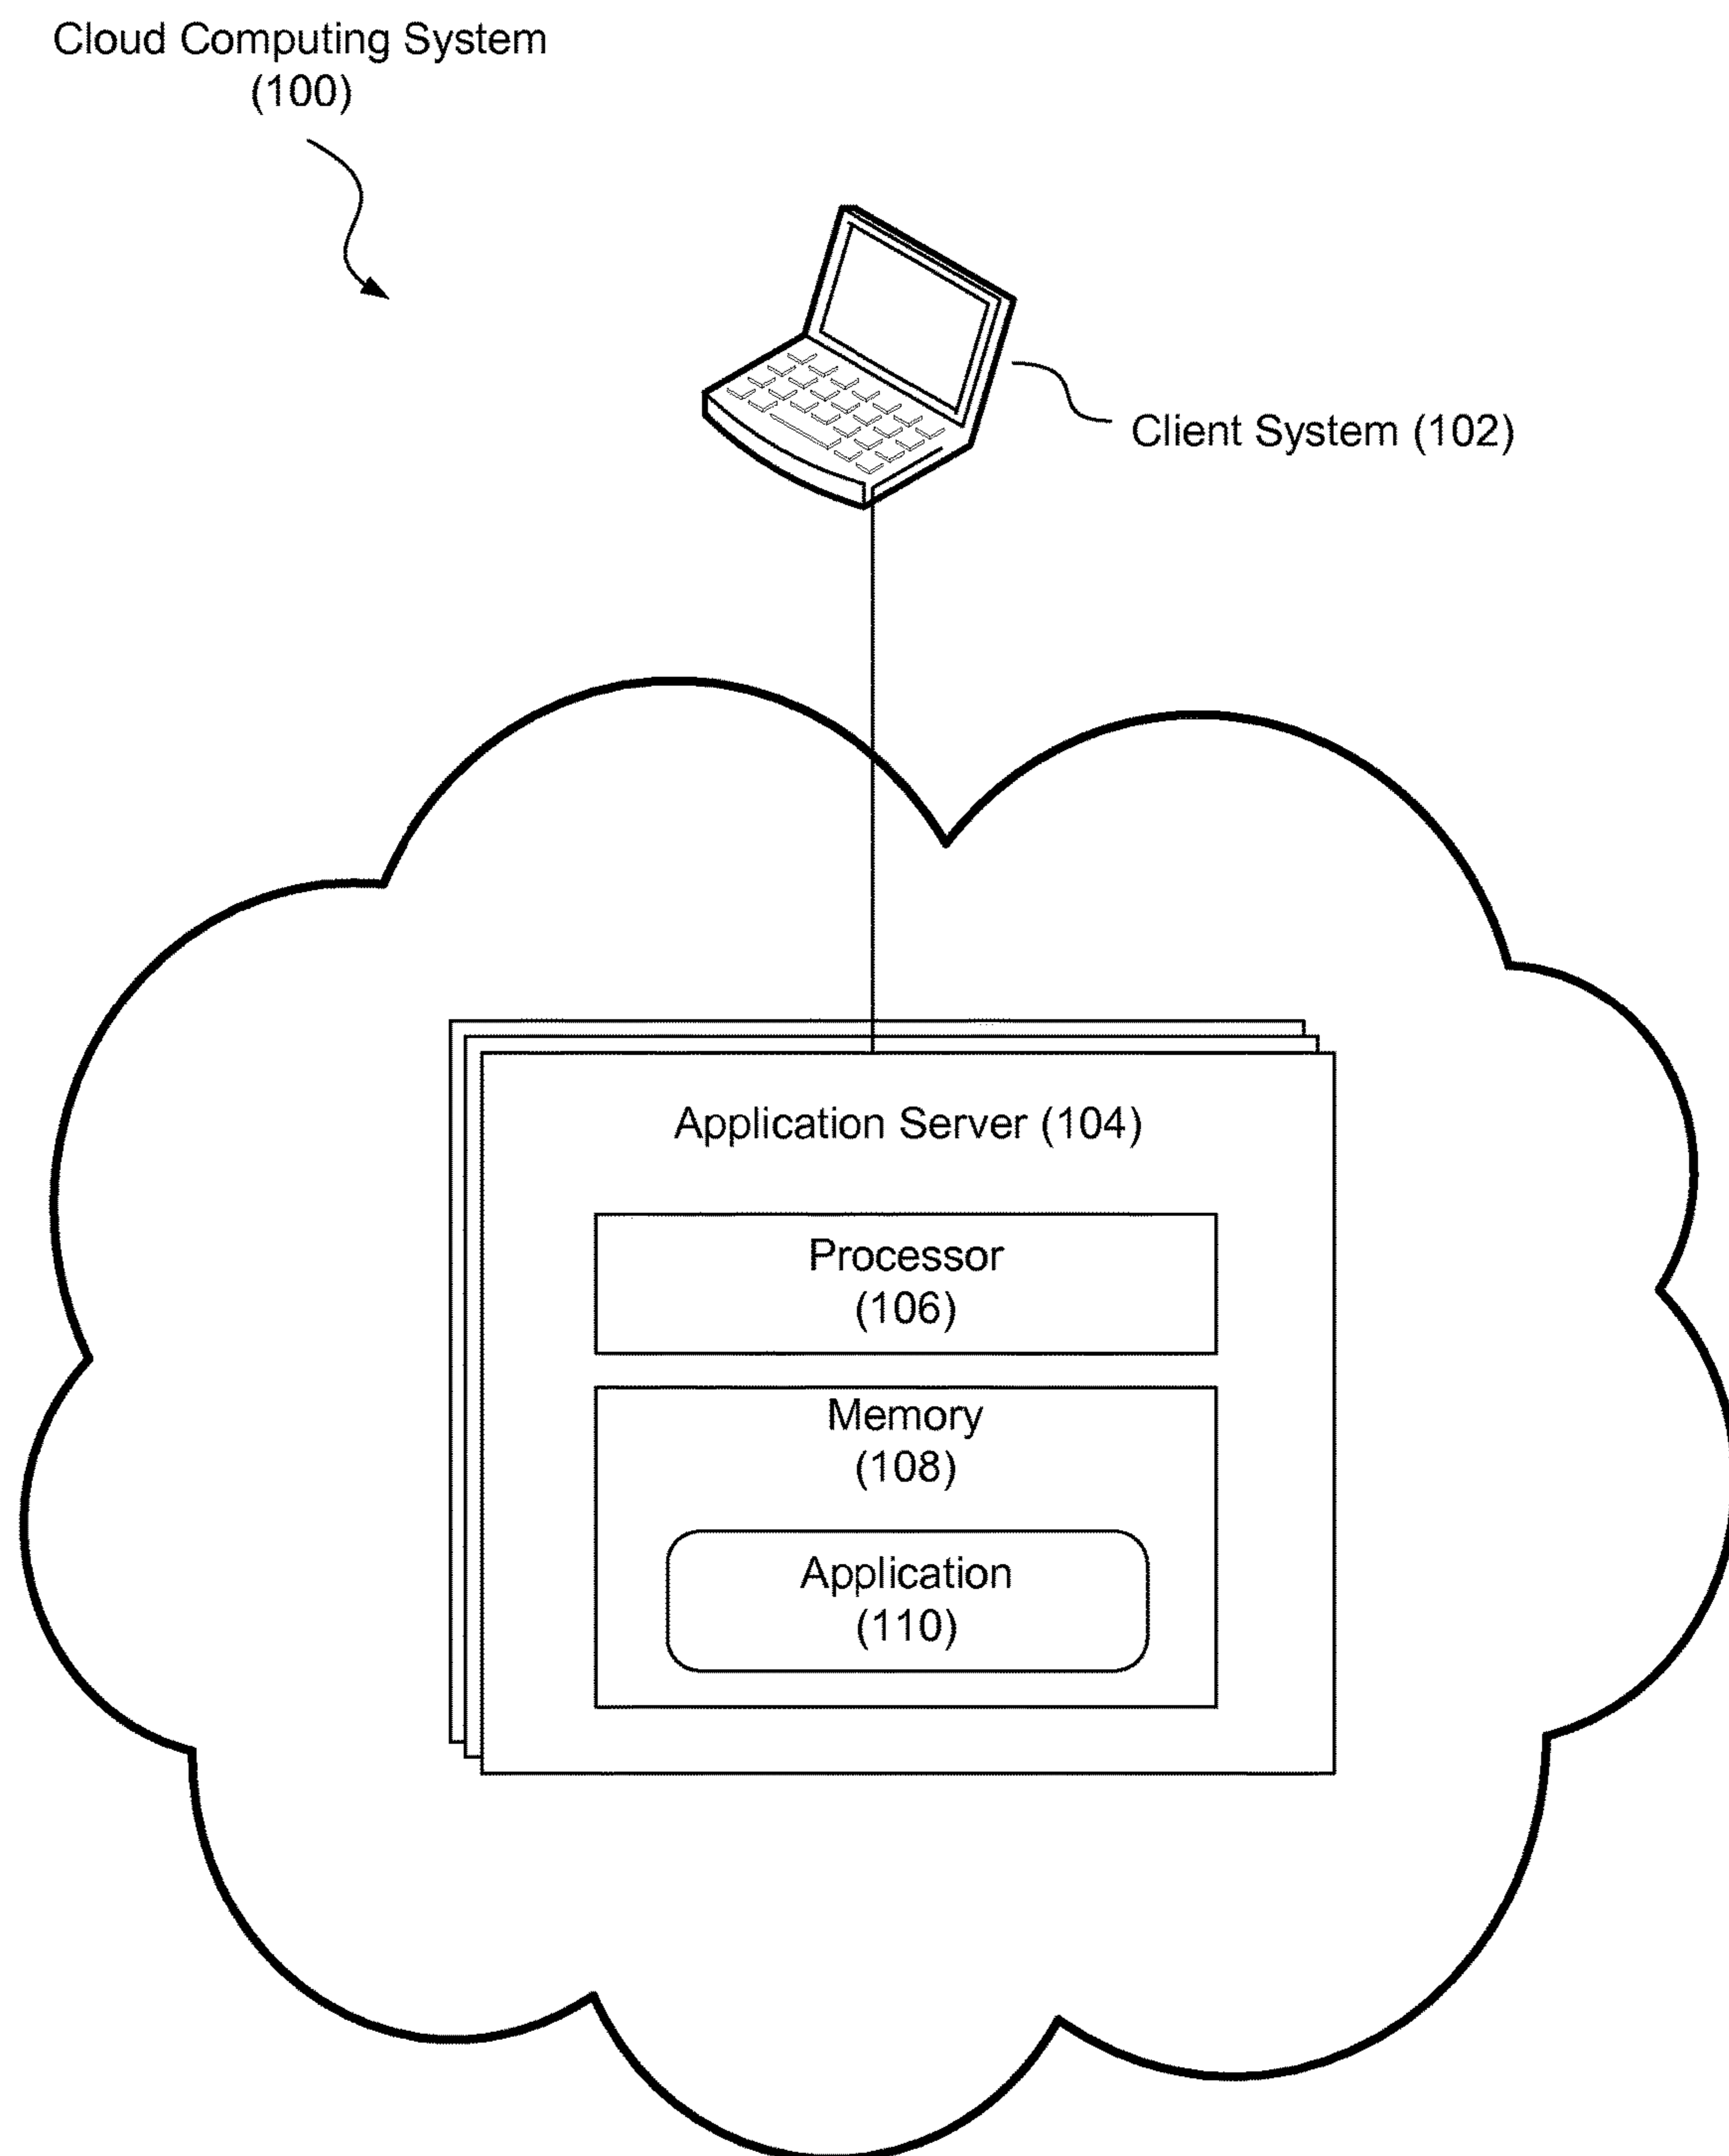 Cloud Computing System
(100)
Client System (102)
Application Server (104)
Processor
(106)
Memory
(108)
Application
(110)